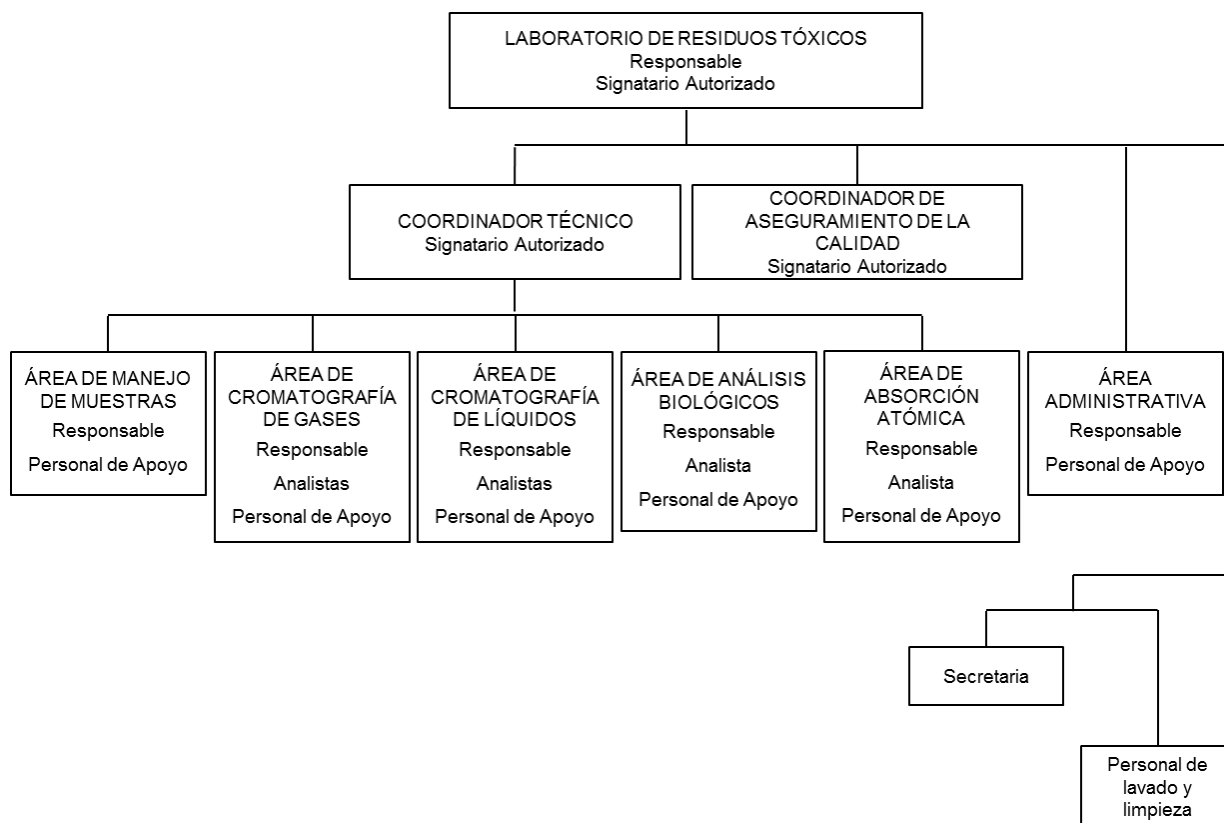 LABORATORIO DE RESIDUOS TÓXICOS
Responsable
Signatario Autorizado
COORDINADOR TÉCNICO
Signatario Autorizado
COORDINADOR DE
ASEGURAMIENTO DE LA
CALIDAD
Signatario Autorizado
ÁREA DE MANEJO
DE MUESTRAS
Responsable
Personal de Apoyo
ÁREA DE
CROMATOGRAFÍA
DE GASES
Responsable
Analistas
Personal de Apoyo
ÁREA DE
CROMATOGRAFÍA
DE LÍQUIDOS
Responsable
Analistas
Personal de Apoyo
ÁREA DE ANÁLISIS
BIOLÓGICOS
Responsable
Analista
Personal de Apoyo
ÁREA DE
ABSORCIÓN
ATÓMICA
Responsable
Analista
Personal de Apoyo
ÁREA
ADMINISTRATIVA
Responsable
Personal de Apoyo
Secretaria
Personal de
lavado y
limpieza